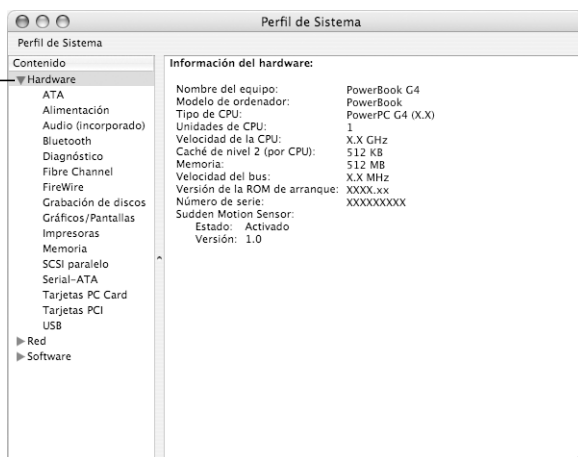 Perfil de Sistema
Perfil de Sistema
Contenido
Hardware
ATA
Alimentación
Audio (incorporado)
Bluetooth
Diagnóstico
Fibre Channel
FireWire
Grabación de discos
Gráficos/Pantallas
Impresoras
Memoria
SCSI paralelo
Serial-ATA
Tarjetas PC Card
Tarjetas PCI
USB
Red
Software
Información del hardware:
Nombre del equipo: PowerBook G4
Modelo de ordenador: PowerBook
Tipo de CPU: PowerPC G4 (X.X)
Unidades de CPU: 1
Velocidad de la CPU: X.X GHz
Caché de nivel 2 (por CPU): 512 KB
Memoria: 512 MB
Velocidad del bus: X.X MHz
Versión de la ROM de arranque: XXXX.xx
Número de serie: XXXXXXXXX
Sudden Motion Sensor:
Estado: Activado
Versión: 1.0